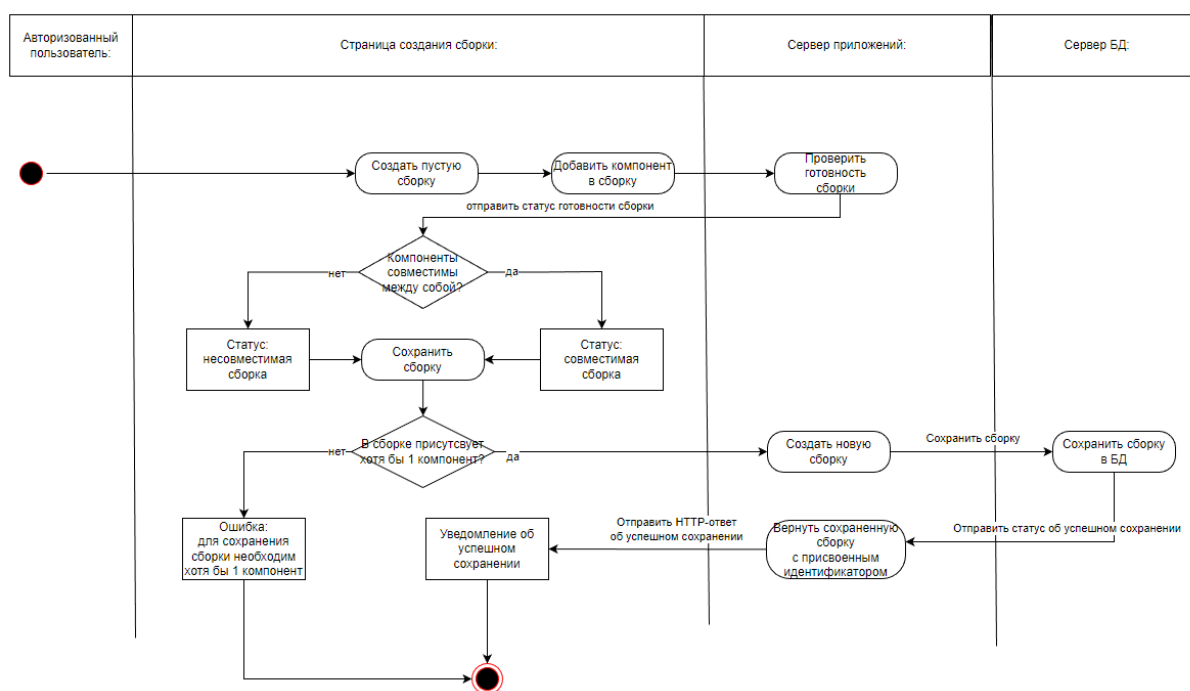 Авторизованный
пользователь:
Страница создания сборки:
Сервер приложений:
Сервер БД:
Создать пустую
сборку
Добавить компонент
в сборку
Проверить
готовность
сборки
отправить статус готовности сборки
Компоненты
совместимы
между собой?
нет
да
Статус:
несовместимая
сборка
Сохранить
сборку
Статус:
совместимая
сборка
В сборке присутсвует
хотя бы 1 компонент?
нет
да
Создать новую
сборку
Сохранить сборку
Сохранить сборку
в БД
Ошибка:
для сохранения
сборки необходим
хотя бы 1 компонент
Уведомление об
успешном
сохранении
Отправить HTTP-ответ
об успешном сохранении
Вернуть сохраненную
сборку
с присвоенным
идентификатором
Отправить статус об успешном сохранении